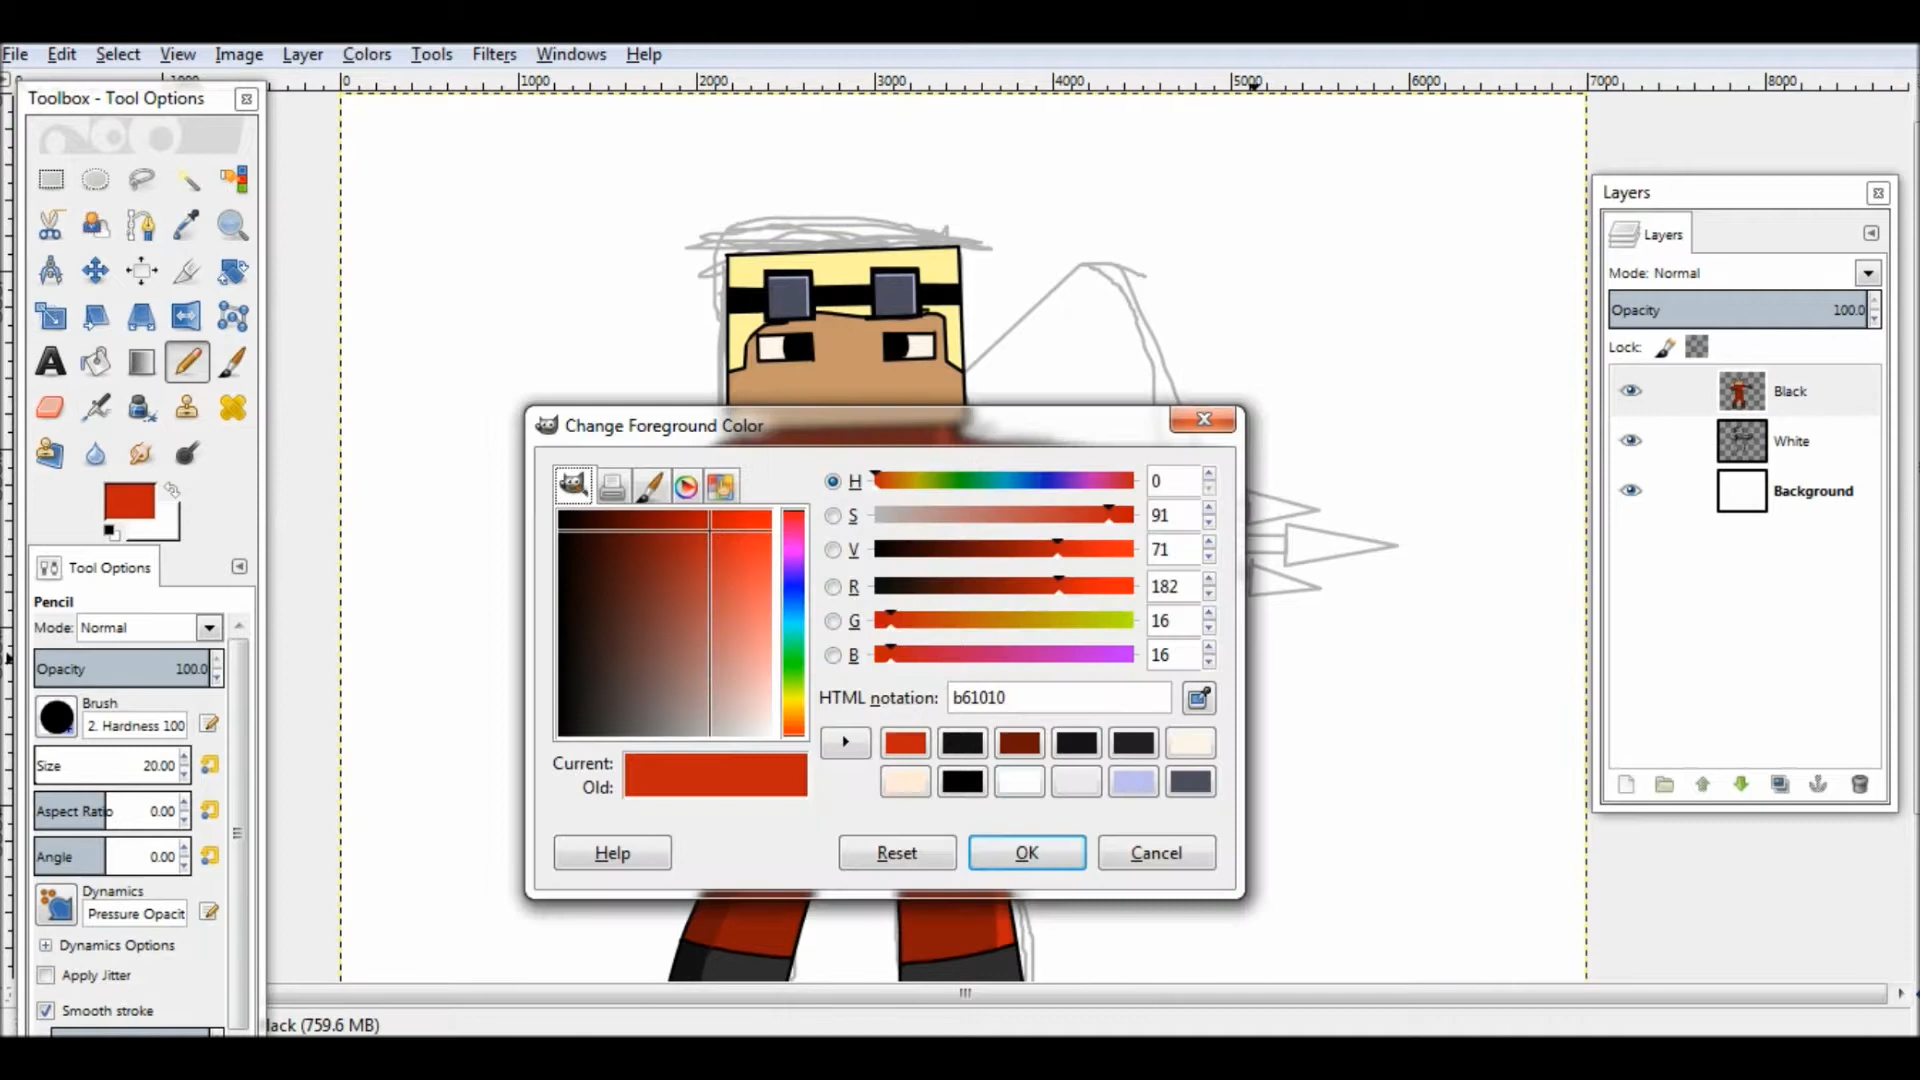 File Edit Select View Image Layer Colors Tools Filters Windows Help
0 1000 2000 3000 4000 5000 6000 7000 8000
Toolbox - Tool Options
Tool Options
Pencil
Mode: Normal
Opacity 100.0
Brush
2. Hardness 100
Size 20.00
Aspect Ratio 0.00
Angle 0.00
Dynamics
Pressure Opacit
Dynamics Options
Apply Jitter
Smooth stroke
lack (759.6 MB)
Change Foreground Color
H 0
S 91
V 71
R 182
G 16
B 16
HTML notation: b61010
Current:
Old:
Help Reset OK Cancel
Layers
Layers
Mode: Normal
Opacity 100.0
Lock:
Black
White
Background